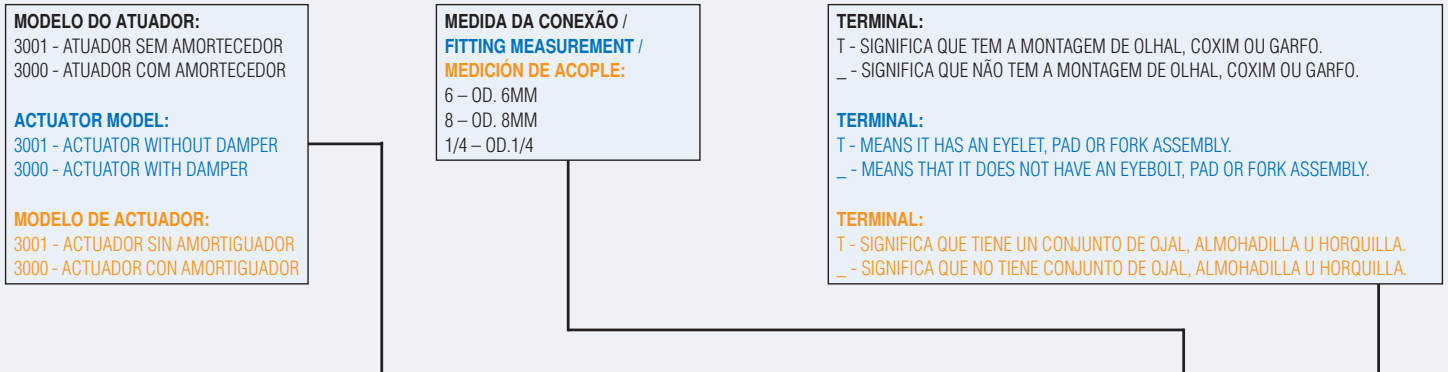 MODELO DO ATUADOR:
3001 - ATUADOR SEM AMORTECEDOR
3000 - ATUADOR COM AMORTECEDOR
ACTUATOR MODEL:
3001 - ACTUATOR WITHOUT DAMPER
3000 - ACTUATOR WITH DAMPER
MODELO DE ACTUADOR:
3001 - ACTUADOR SIN AMORTIGUADOR
3000 - ACTUADOR CON AMORTIGUADOR
MEDIDA DA CONEXÃO /
FITTING MEASUREMENT /
MEDICIÓN DE ACOPLE:
6 – OD. 6MM
8 – OD. 8MM
1/4 – OD.1/4
TERMINAL:
T - SIGNIFICA QUE TEM A MONTAGEM DE OLHAL, COXIM OU GARFO.
_ - SIGNIFICA QUE NÃO TEM A MONTAGEM DE OLHAL, COXIM OU GARFO.
TERMINAL:
T - MEANS IT HAS AN EYELET, PAD OR FORK ASSEMBLY.
_ - MEANS THAT IT DOES NOT HAVE AN EYEBOLT, PAD OR FORK ASSEMBLY.
TERMINAL:
T - SIGNIFICA QUE TIENE UN CONJUNTO DE OJAL, ALMOHADILLA U HORQUILLA.
_ - SIGNIFICA QUE NO TIENE CONJUNTO DE OJAL, ALMOHADILLA U HORQUILLA.